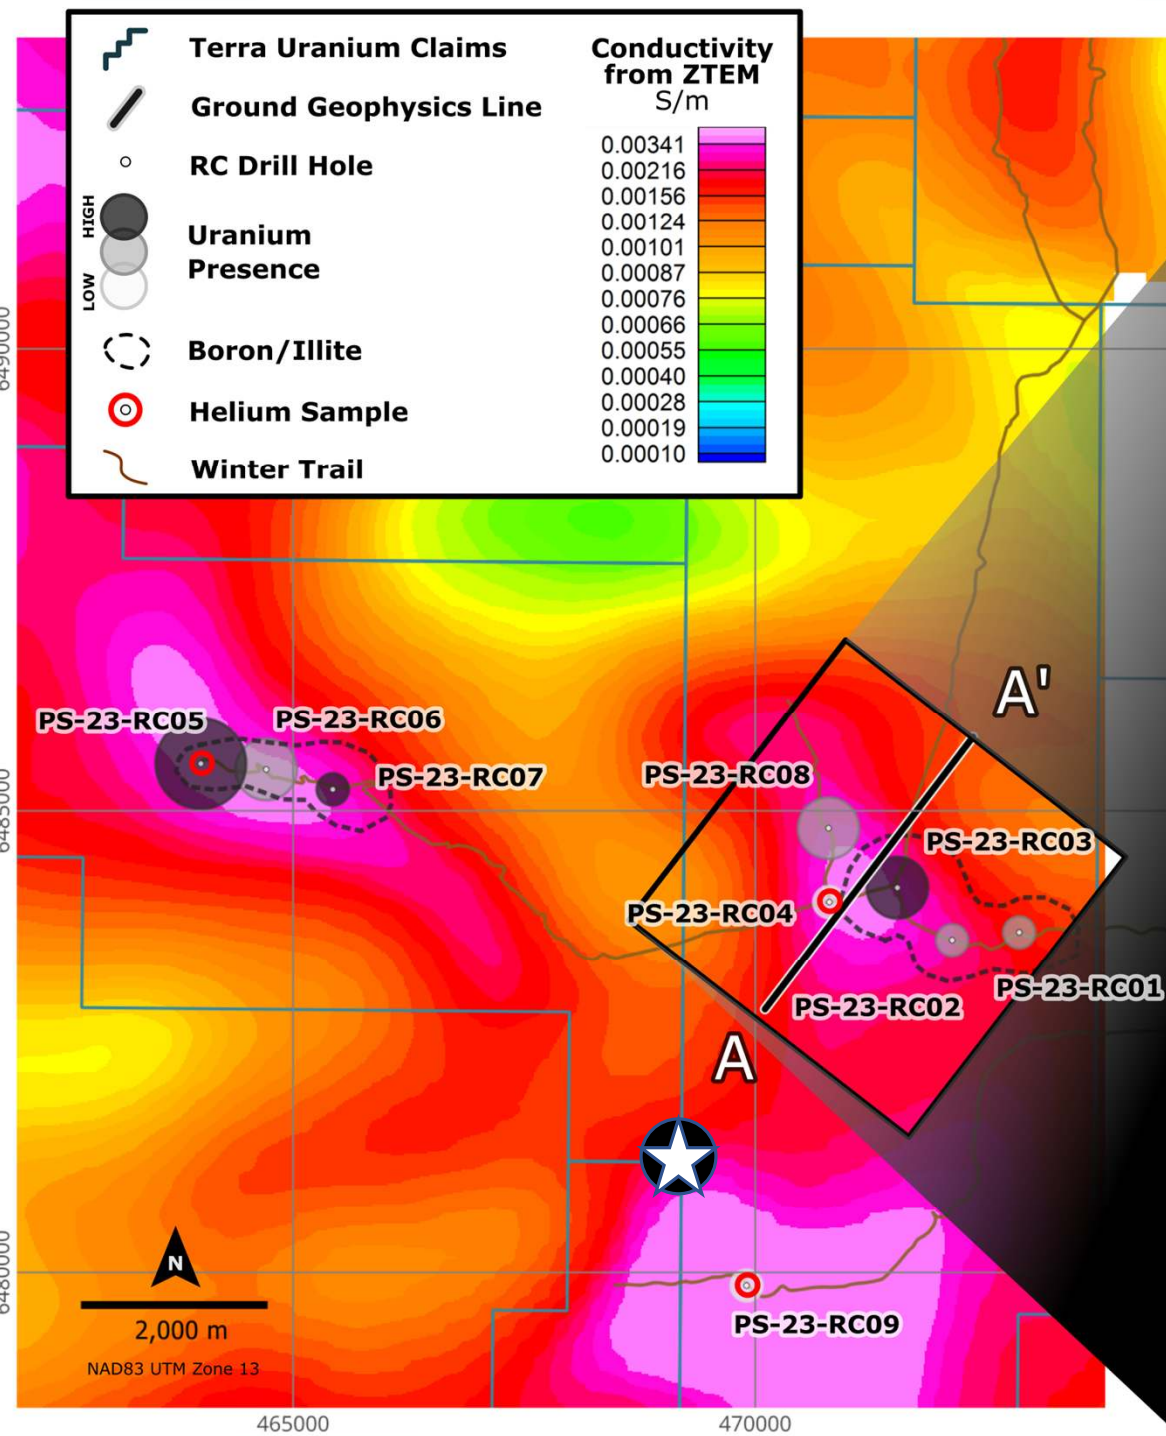 Terra Uranium Claims
Ground Geophysics Line
RC Drill Hole
HIGH
LOW
Uranium
Presence
Boron/Illite
Helium Sample
Winter Trail
Conductivity
from ZTEM
S/m
0.00341
0.00216
0.00156
0.00124
0.00101
0.00087
0.00076
0.00066
0.00055
0.00040
0.00028
0.00019
0.00010
6490000
A'
PS-23-RC05
PS-23-RC06
PS-23-RC07
PS-23-RC08
6485000
PS-23-RC03
PS-23-RC04
PS-23-RC01
PS-23-RC02
A
N
6480000
2,000 m
PS-23-RC09
NAD83 UTM Zone 13
465000
470000